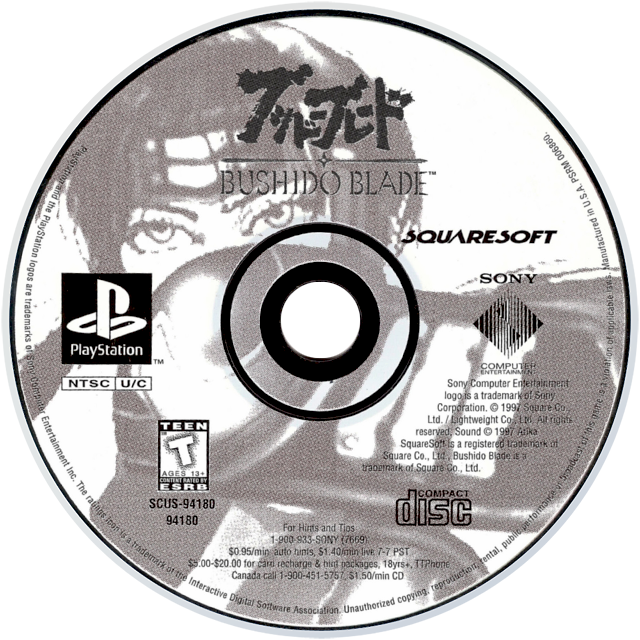 ブシドーブレード
BUSHIDO BLADE™
SQUARESOFT
SONY
COMPUTER
ENTERTAINMENT
PlayStation™
NTSC U/C
Sony Computer Entertainment
logo is a trademark of Sony
Corporation. © 1997 Square Co.,
Ltd. / Lightweight Co., Ltd. All rights
reserved, Sound © 1997 Atika
SquareSoft is a registered trademark of
Square Co., Ltd., Bushido Blade is a
trademark of Square Co., Ltd.
TEEN
T
AGES 13+
CONTENT RATED BY
ESRB
SCUS-94180
94180
COMPACT
disc
For Hints and Tips
1-900-933-SONY (7669)
$0.95/min. auto hints, $1.40/min live 7-7 PST
$5.00-$20.00 for card recharge & hint packages, 18yrs+, TTPhone
Canada call 1-900-451-5757, $1.50/min CD
PlayStation and the PlayStation logos are trademarks of Sony Computer Entertainment Inc. The ratings logo is a trademark of the Interactive Digital Software Association. Unauthorized copying, reproduction, rental, public performance or broadcast of this is a violation of applicable laws. Manufactured in U.S.A. PSRM 006860.